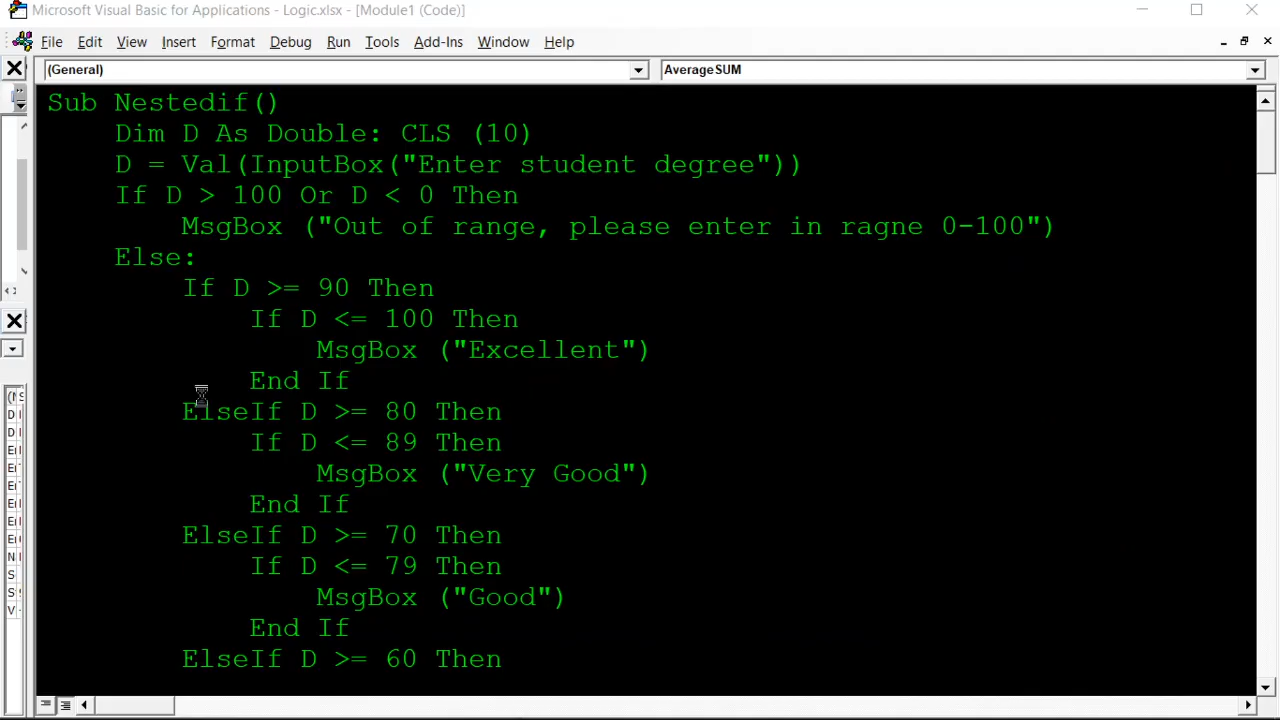 Microsoft Visual Basic for Applications - Logic.xlsx - [Module1 (Code)]
File Edit View Insert Format Debug Run Tools Add-Ins Window Help
(General) AverageSUM
Sub Nestedif()
Dim D As Double: CLS (10)
D = Val(InputBox("Enter student degree"))
If D > 100 Or D < 0 Then
MsgBox ("Out of range, please enter in ragne 0-100")
Else:
If D >= 90 Then
If D <= 100 Then
MsgBox ("Excellent")
End If
ElseIf D >= 80 Then
If D <= 89 Then
MsgBox ("Very Good")
End If
ElseIf D >= 70 Then
If D <= 79 Then
MsgBox ("Good")
End If
ElseIf D >= 60 Then